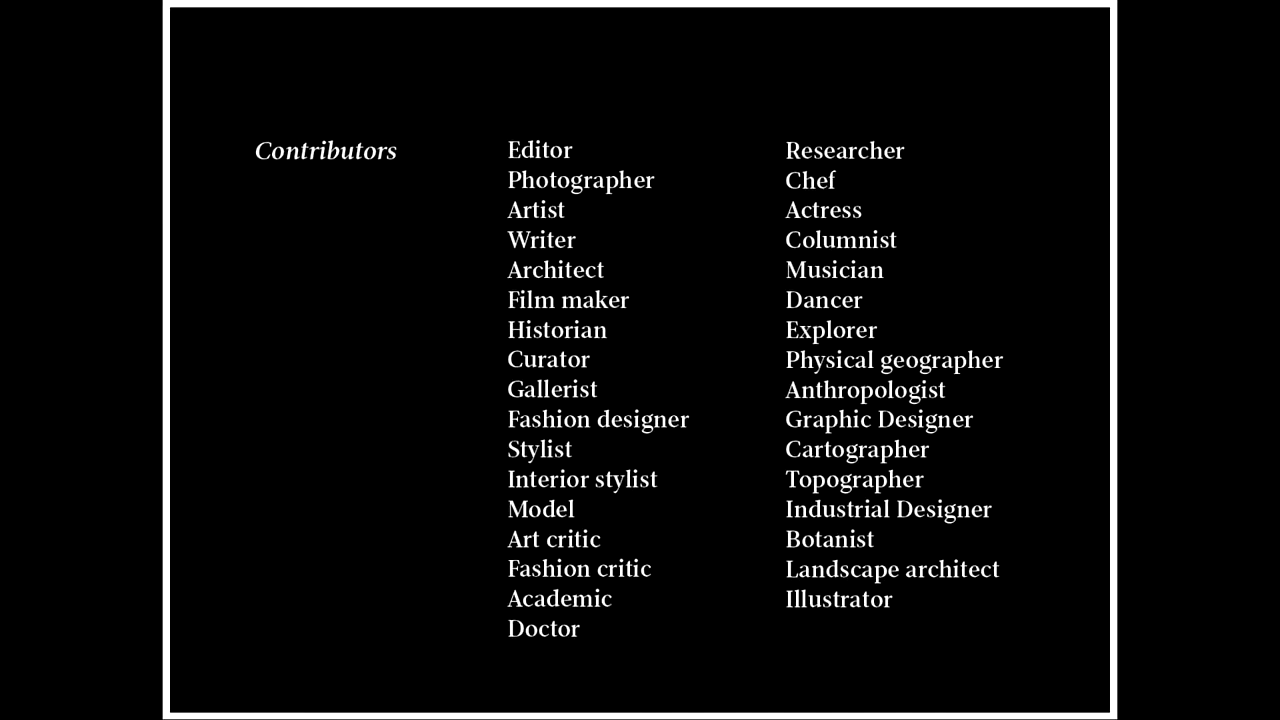 Contributors
Editor
Photographer
Artist
Writer
Architect
Film maker
Historian
Curator
Gallerist
Fashion designer
Stylist
Interior stylist
Model
Art critic
Fashion critic
Academic
Doctor
Researcher
Chef
Actress
Columnist
Musician
Dancer
Explorer
Physical geographer
Anthropologist
Graphic Designer
Cartographer
Topographer
Industrial Designer
Botanist
Landscape architect
Illustrator